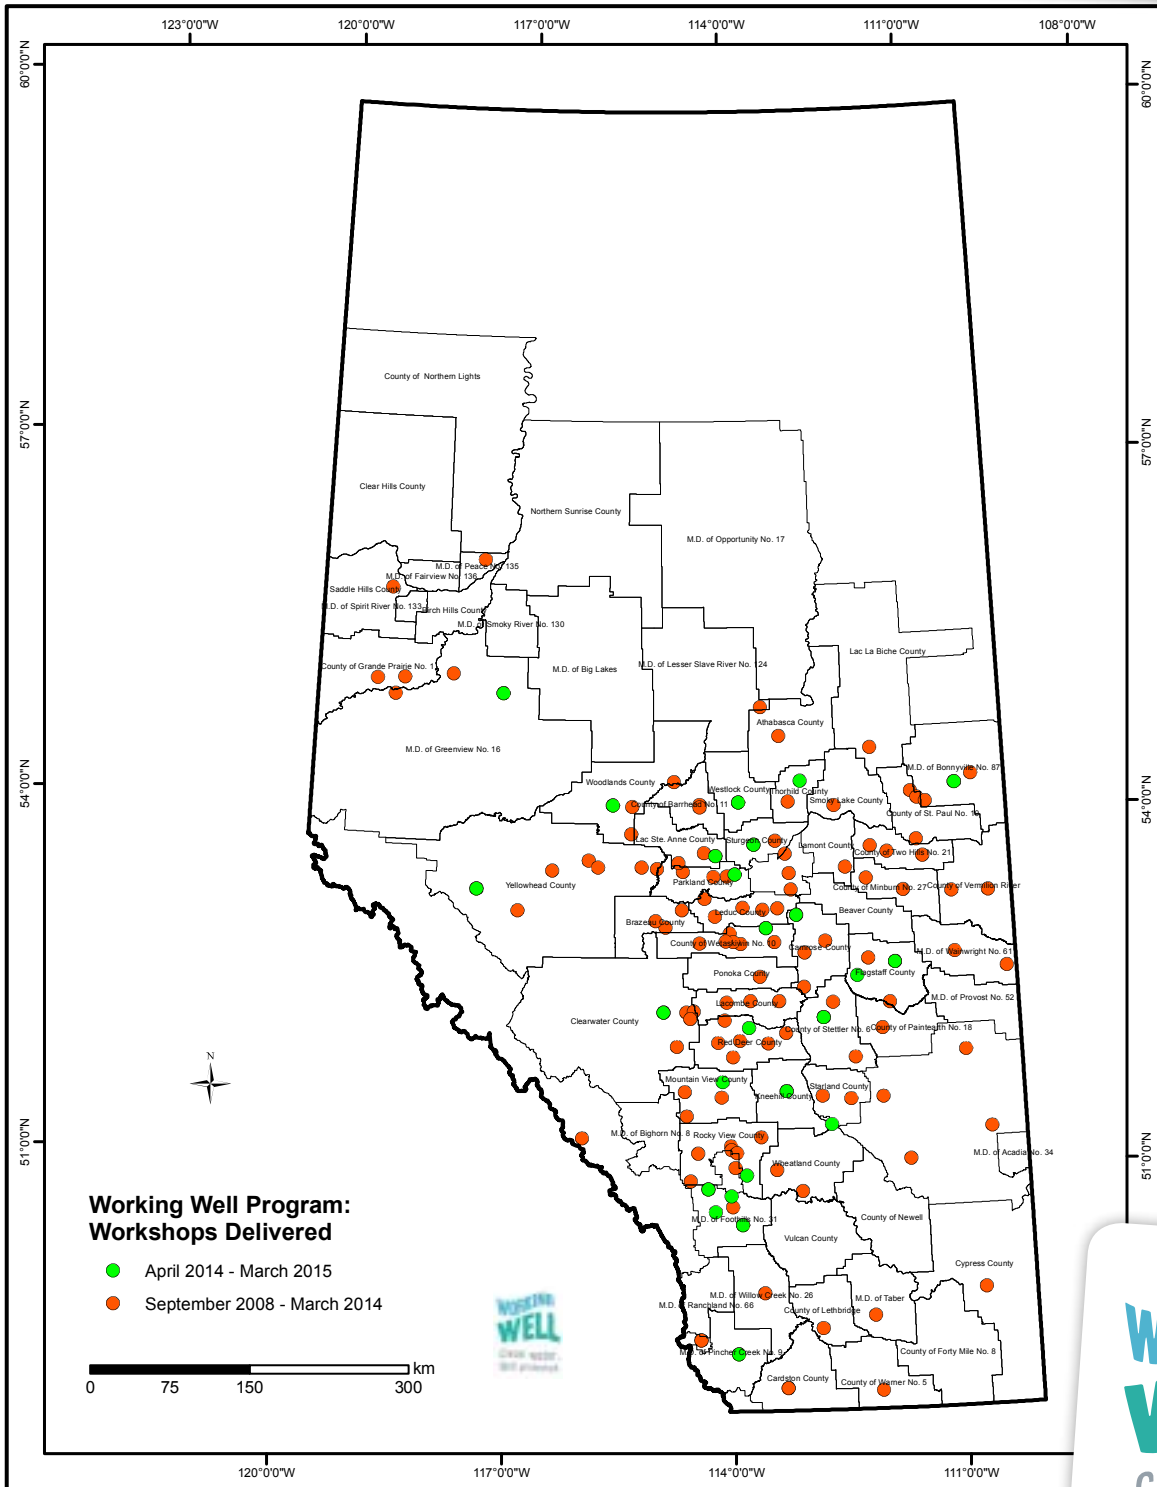 123°0'0"W 120°0'0"W 117°0'0"W 114°0'0"W 111°0'0"W 108°0'0"W
60°0'0"N
60°0'0"N
County of Northern Lights
57°0'0"N
57°0'0"N
Clear Hills County
Northern Sunrise County
M.D. of Opportunity No. 17
M.D. of Peace No. 135
M.D. of Fairview No. 136
Saddle Hills County
M.D. of Spirit River No. 133
Birch Hills County
M.D. of Smoky River No. 130
Lac La Biche County
County of Grande Prairie No. 1
M.D. of Big Lakes
M.D. of Lesser Slave River No. 124
Athabasca County
M.D. of Greenview No. 16
M.D. of Bonnyville No. 87
54°0'0"N
54°0'0"N
Woodlands County
Westlock County
Thorhild County
Smoky Lake County
County of Barrhead No. 11
County of St. Paul No. 19
Lac Ste. Anne County
Sturgeon County
Lamont County
County of Two Hills No. 21
Yellowhead County
Parkland County
County of Minburn No. 27
County of Vermilion River
Brazeau County
Leduc County
Beaver County
County of Wetaskiwin No. 10
Camrose County
M.D. of Wainwright No. 61
Ponoka County
Flagstaff County
Lacombe County
M.D. of Provost No. 52
Clearwater County
Red Deer County
County of Stettler No. 6
County of Paintearth No. 18
Mountain View County
Kneehill County
Starland County
M.D. of Bighorn No. 8
Rocky View County
51°0'0"N
51°0'0"N
M.D. of Acadia No. 34
Wheatland County
M.D. of Foothills No. 31
County of Newell
Vulcan County
Cypress County
M.D. of Willow Creek No. 26
M.D. of Ranchland No. 66
M.D. of Taber
County of Lethbridge
M.D. of Pincher Creek No. 9
County of Forty Mile No. 8
Cardston County
County of Warner No. 5
N
Working Well Program:
Workshops Delivered
April 2014 - March 2015
September 2008 - March 2014
WORKING
WELL
km
0 75 150 300
120°0'0"W 117°0'0"W 114°0'0"W 111°0'0"W